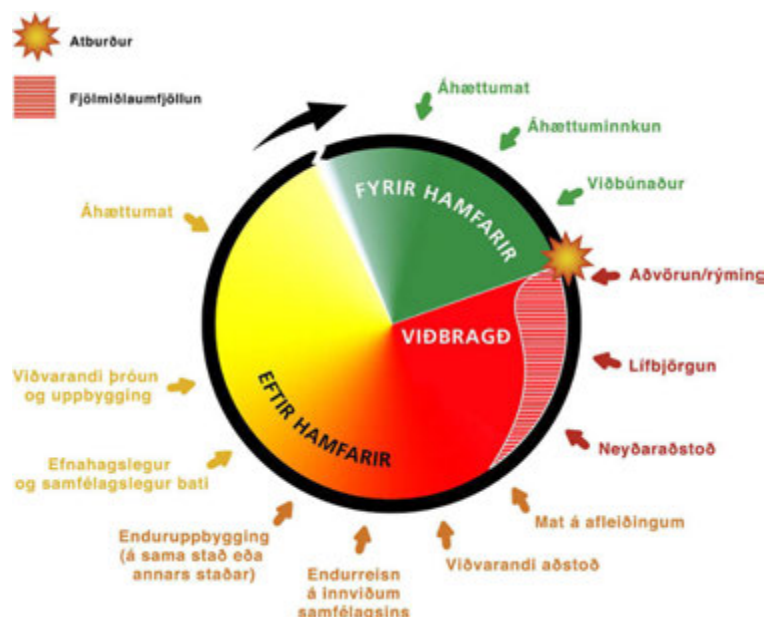 Atburður
Fjölmiðlaumfjöllun
Áhættumat
Áhættuminnkun
Viðbúnaður
Aðvörun/rýming
Lífbjörgun
Neyðaraðstoð
Mat á afleiðingum
Viðvarandi aðstoð
Endurreisn
á innviðum
samfélagsins
Enduruppbygging
(á sama stað eða
annars staðar)
Efnahagslegur
og samfélagslegur bati
Viðvarandi þróun
og uppbygging
Áhættumat
FYRIR HAMFARIR
VIÐBRAGÐ
EFTIR HAMFARIR